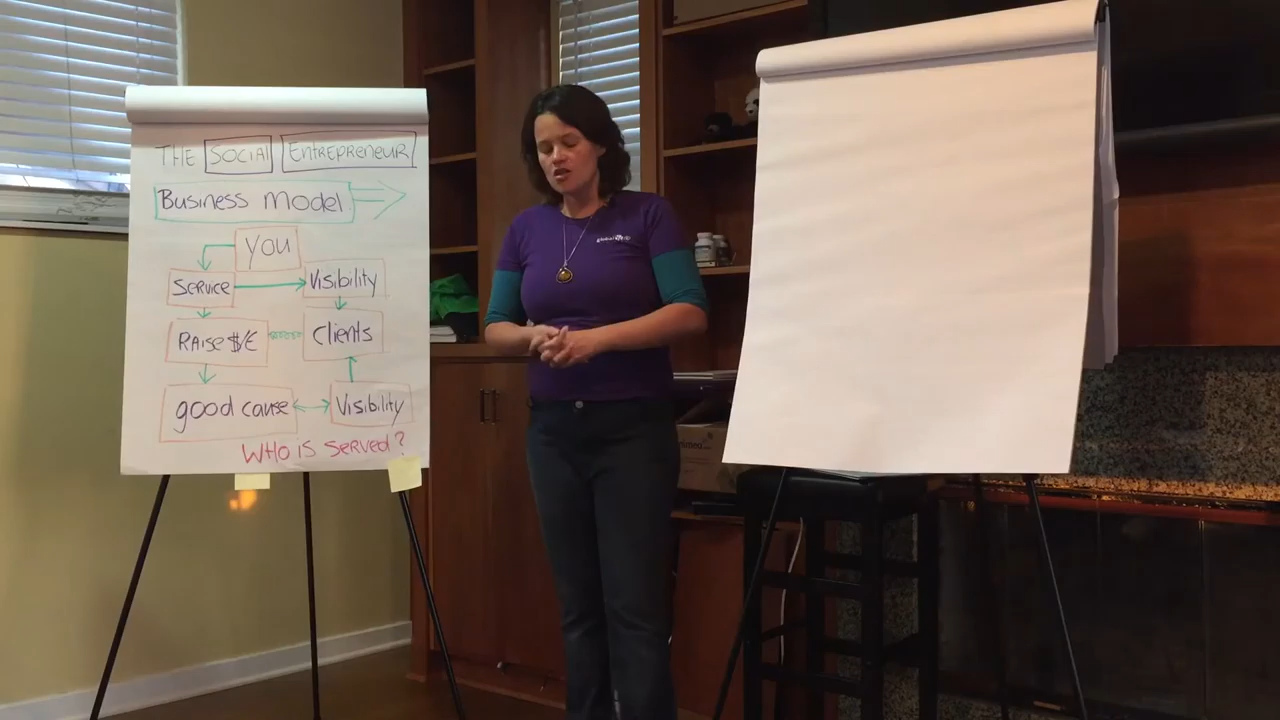 THE SOCIAL ENTREPRENEUR
Business model
you
Service Visibility
RAISE $/€ Clients
good cause Visibility
WHO IS SERVED?